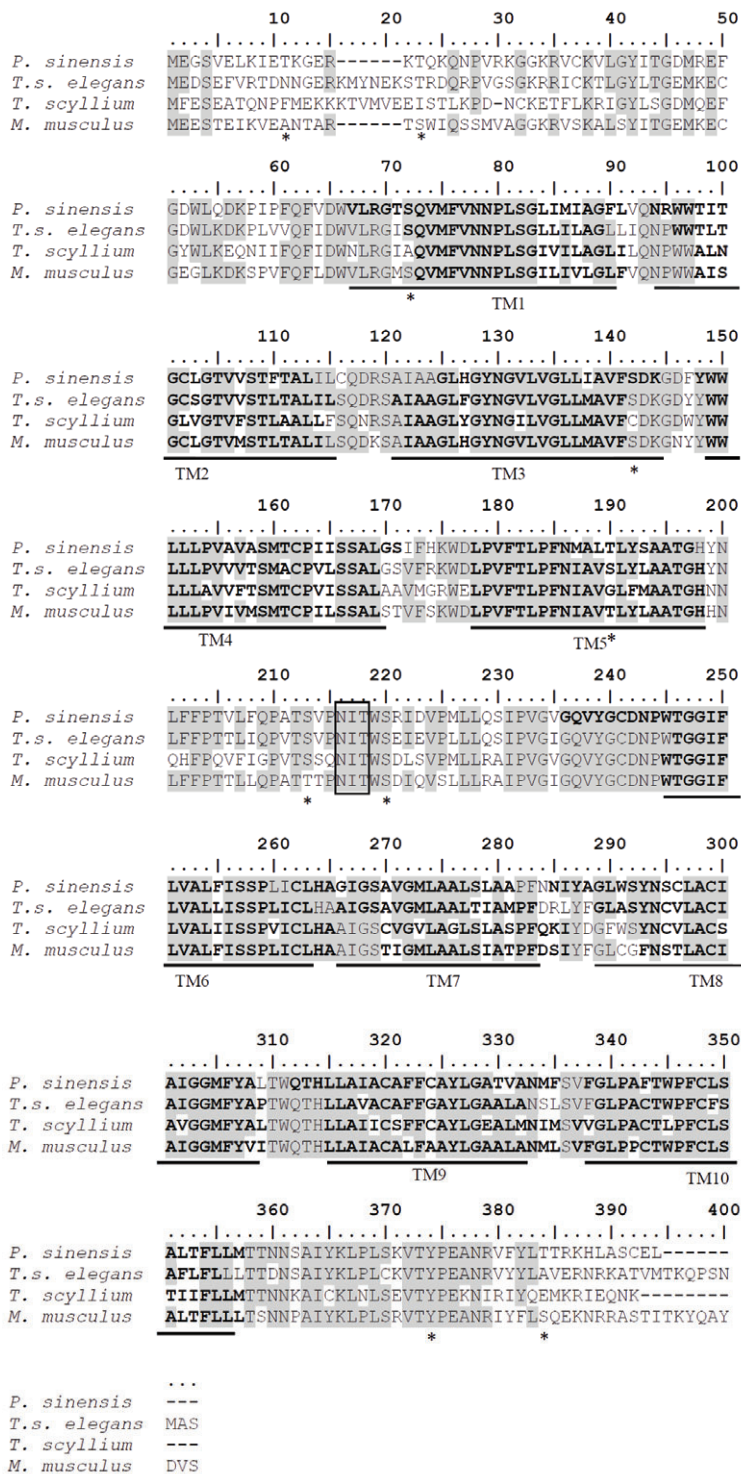 10 20 30 40 50
....|....|....|....|....|....|....|....|....|....|
P. sinensis MEGSVELKIETKGER------KTQKQNPVRKGGKRVCKVLGYITGDMREF
T.s. elegans MEDSEFVRTDNNGERKMYNEKSTRDQRPVGSGKRRICKTLGYLTGEMKEC
T. scyllium MFESEATQNPFMEKKKTVMVEEISTLKPD-NCKETFLKRIGYLSGDMQEF
M. musculus MEESTEIKVEANTAR------TSWIQSSMVAGGKRVSKALSYITGEMKEC
* *
60 70 80 90 100
....|....|....|....|....|....|....|....|....|....|
P. sinensis GDWLQDKPIPFQFVDWVLRGTSQVMFVNNPLSGLIMIAGFLVQNRWWTIT
T.s. elegans GDWLKDKPLVVQFIDWVLRGISQVMFVNNPLSGLLILAGLLIQNPWWTLT
T. scyllium GYWLKEQNIIFQFIDWNLRGIAQVMFVNNPLSGIVILAGLILQNPWWALN
M. musculus GEGLKDKSPVFQFLDWVLRGMSQVMFVNNPLSGILIVLGLFVQNPWWAIS
* TM1
110 120 130 140 150
....|....|....|....|....|....|....|....|....|....|
P. sinensis GCLGTVVSTFTALILCQDRSAIAAGLHGYNGVLVGLLIAVFSDKGDFYWW
T.s. elegans GCSGTVVSTLTALILSQDRSAIAAGLFGYNGVLVGLLMAVFSDKGDYYWW
T. scyllium GLVGTVFSTLAALLFSQNRSAIAAGLYGYNGILVGLLMAVFCDKGDWYWW
M. musculus GCLGTVMSTLTALILSQDKSAIAAGLHGYNGVLVGLLMAVFSDKGNYYWW
TM2 TM3 *
160 170 180 190 200
....|....|....|....|....|....|....|....|....|....|
P. sinensis LLLPVAVASMTCPIISSALGSIFHKWDLPVFTLPFNMALTLYSAATGHYN
T.s. elegans LLLPVVVTSMACPVLSSALGSVFRKWDLPVFTLPFNIAVSLYLAATGHYN
T. scyllium LLLAVVFTSMTCPVISSALAAVMGRWELPVFTLPFNIAVGLFMAATGHNN
M. musculus LLLPVIVMSMTCPILSSALSTVFSKWDLPVFTLPFNIAVTLYLAATGHHN
TM4 TM5 *
210 220 230 240 250
....|....|....|....|....|....|....|....|....|....|
P. sinensis LFFPTVLFQPATSVPNITWSRIDVPMLLQSIPVGVGQVYGCDNPWTGGIF
T.s. elegans LFFPTTLIQPVTSVPNITWSEIEVPLLLQSIPVGIGQVYGCDNPWTGGIF
T. scyllium QHFPQVFIGPVTSSQNITWSDLSVPMLLRAIPVGVGQVYGCDNPWTGGIF
M. musculus LFFPTTLLQPATTTPNITWSDIQVSLLLRAIPVGIGQVYGCDNPWTGGIF
* *
260 270 280 290 300
....|....|....|....|....|....|....|....|....|....|
P. sinensis LVALFISSPLICLHAGIGSAVGMLAALSLAAPFNNIYAGLWSYNSCLACI
T.s. elegans LVALLISSPLICLHAAIGSAVGMLAALTIAMPFDRLYFGLASYNCVLACI
T. scyllium LVALIISSPVICLHAAIGSCVGVLAGLSLASPFQKIYDGFWSYNCVLACS
M. musculus LVALFISSPLICLHAAIGSTIGMLAALSIATPFDSIYFGLCGFNSTLACI
TM6 TM7 TM8
310 320 330 340 350
....|....|....|....|....|....|....|....|....|....|
P. sinensis AIGGMFYALTWQTHLLAIACAFFCAYLGATVANMFSVFGLPAFTWPFCLS
T.s. elegans AIGGMFYAPTWQTHLLAVACAFFGAYLGAALANSLSVFGLPACTWPFCFS
T. scyllium AVGGMFYALTWQTHLLAIICSFFCAYLGEALMNIMSVVGLPACTLPFCLS
M. musculus AIGGMFYVITWQTHLLAIACALFAAYLGAALANMLSVFGLPPCTWPFCLS
TM9 TM10
360 370 380 390 400
....|....|....|....|....|....|....|....|....|....|
P. sinensis ALTFLLMTTNNSAIYKLPLSKVTYPEANRVFYLTTRKHLASCEL------
T.s. elegans AFLFLLLTTDNSAIYKLPLCKVTYPEANRVYYLAVERNRKATVMTKQPSN
T. scyllium TIIFLLMTTNNKAICKLNLSEVTYPEKNIRIYQEMKRIEQNK--------
M. musculus ALTFLLLTSNNPAIYKLPLSRVTYPEANRIYFLSQEKNRRASTITKYQAY
* *
...
P. sinensis ---
T.s. elegans MAS
T. scyllium ---
M. musculus DVS